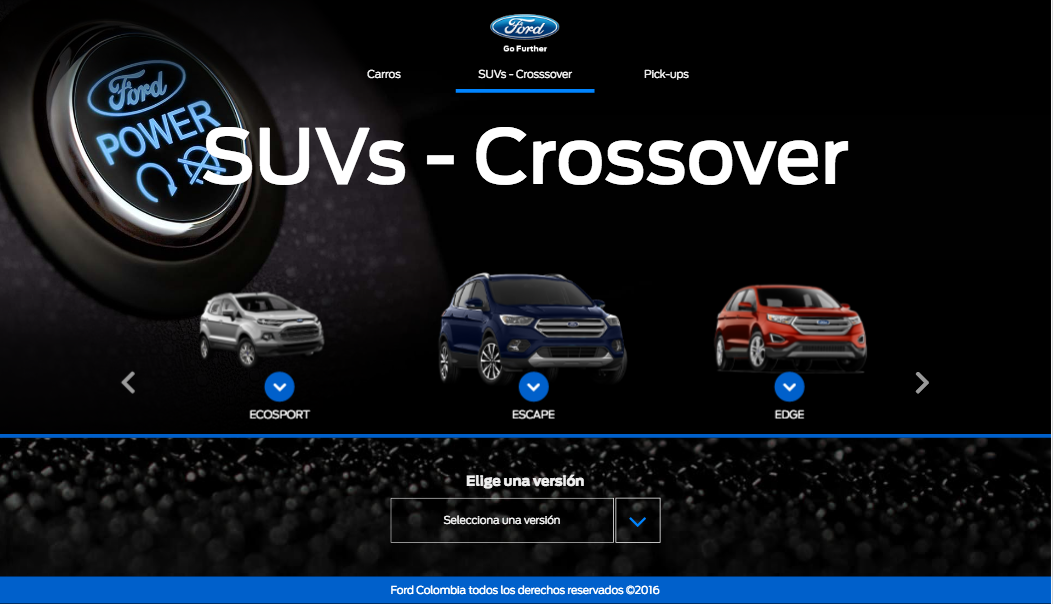 Ford
Go Further
Carros
SUVs - Crosssover
Pick-ups
Ford
POWER
SUVs - Crossover
ECOSPORT
ESCAPE
EDGE
Elige una versión
Selecciona una versión
Ford Colombia todos los derechos reservados ©2016